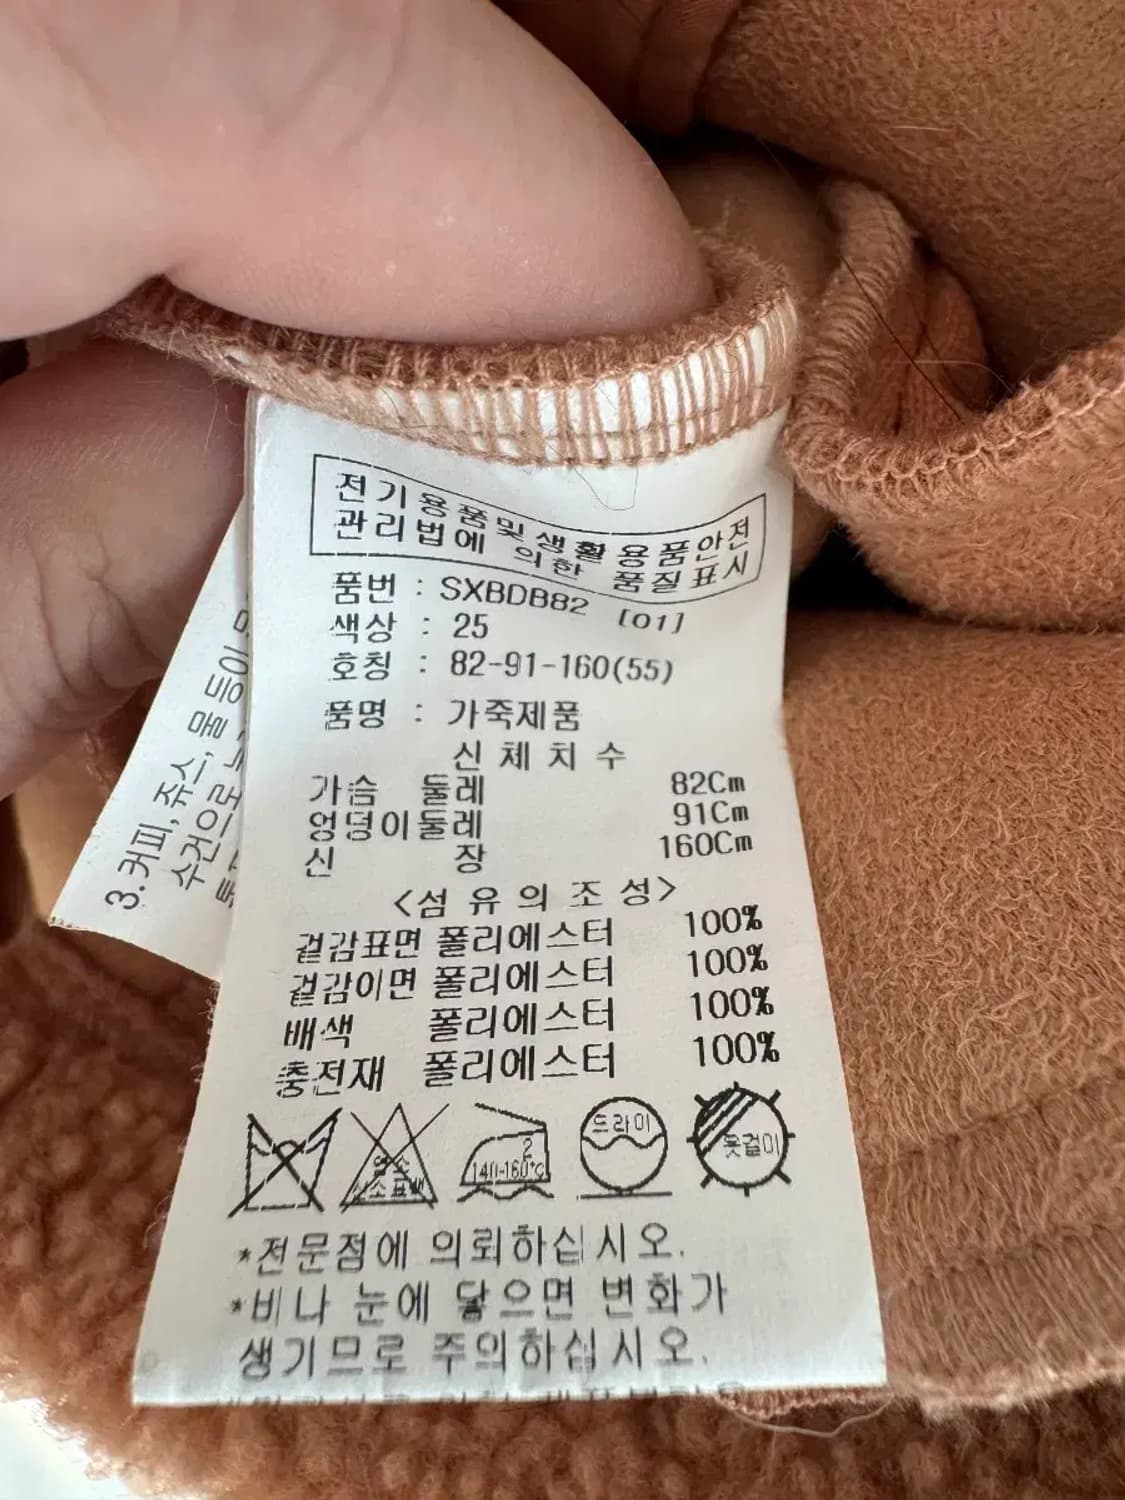 전기용품및생활용품안전
관리법에 의한 품질표시
품번 : SXBDB82 [01]
색상 : 25
호칭 : 82-91-160(55)
품명 : 가죽제품
신체치수
가슴 둘레 82Cm
엉덩이둘레 91Cm
신 장 160Cm
<섬유의조성>
겉감표면 폴리에스터 100%
겉감이면 폴리에스터 100%
배색 폴리에스터 100%
충전재 폴리에스터 100%
2
140-160℃
드라이
옷걸이
*전문점에 의뢰하십시오.
*비나 눈에 닿으면 변화가
생기므로 주의하십시오.
3.커피,쥬스, 물 등이
수건으로